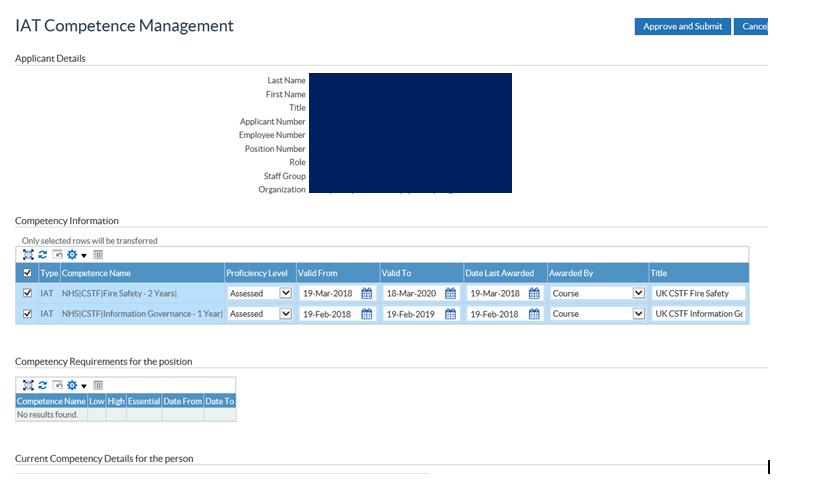 IAT Competence Management
Approve and Submit Cancel
Applicant Details
Last Name
First Name
Title
Applicant Number
Employee Number
Position Number
Role
Staff Group
Organization
Competency Information
Only selected rows will be transferred
Type Competence Name Proficiency Level Valid From Valid To Date Last Awarded Awarded By Title
IAT NHS|CSTF|Fire Safety - 2 Years| Assessed 19-Mar-2018 18-Mar-2020 19-Mar-2018 Course UK CSTF Fire Safety
IAT NHS|CSTF|Information Governance - 1 Year| Assessed 19-Feb-2018 19-Feb-2019 19-Feb-2018 Course UK CSTF Information Gc
Competency Requirements for the position
Competence Name Low High Essential Date From Date To
No results found.
Current Competency Details for the person